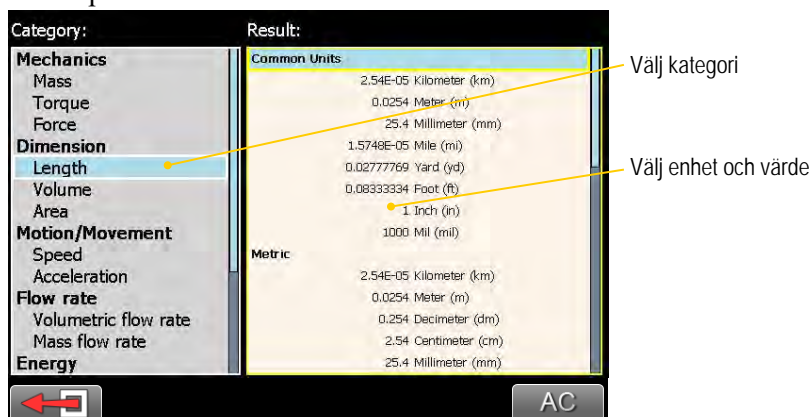 Category:
Mechanics
Mass
Torque
Force
Dimension
Length
Volume
Area
Motion/Movement
Speed
Acceleration
Flow rate
Volumetric flow rate
Mass flow rate
Energy
Result:
Common Units
2.54E-05 Kilometer (km)
0.0254 Meter (m)
25.4 Millimeter (mm)
1.5748E-05 Mile (mi)
0.02777769 Yard (yd)
0.08333334 Foot (ft)
1 Inch (in)
1000 Mil (mil)
Metric
2.54E-05 Kilometer (km)
0.0254 Meter (m)
0.254 Decimeter (dm)
2.54 Centimeter (cm)
25.4 Millimeter (mm)
AC
Välj kategori
Välj enhet och värde